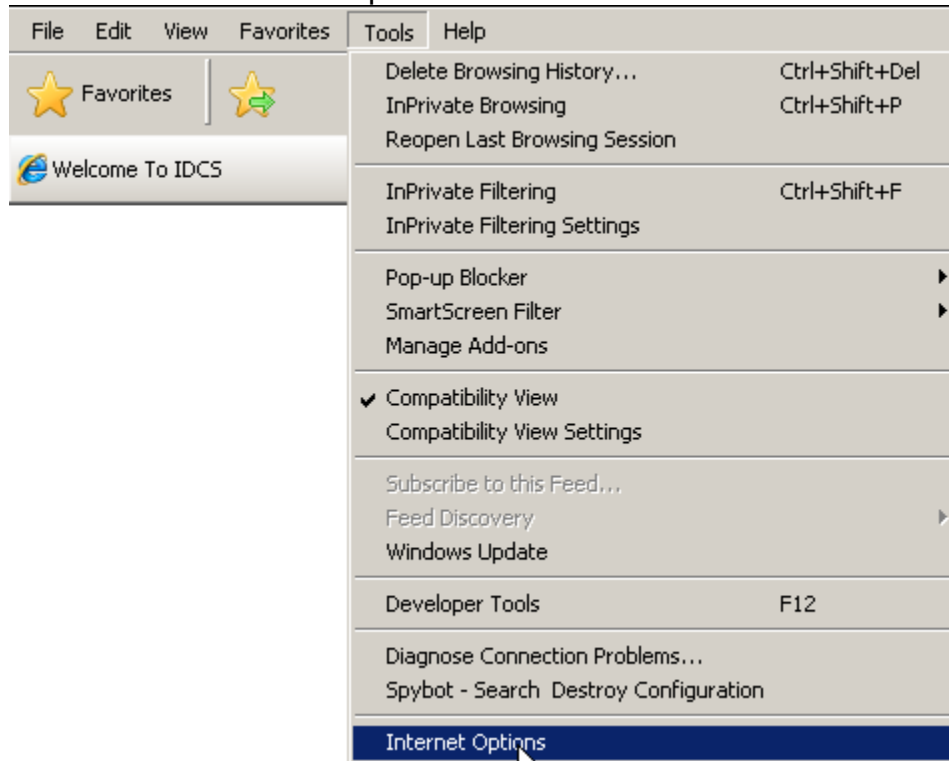 File Edit View Favorites Tools Help
Favorites
Welcome To IDCS
Delete Browsing History... Ctrl+Shift+Del
InPrivate Browsing Ctrl+Shift+P
Reopen Last Browsing Session
InPrivate Filtering Ctrl+Shift+F
InPrivate Filtering Settings
Pop-up Blocker
SmartScreen Filter
Manage Add-ons
Compatibility View
Compatibility View Settings
Subscribe to this Feed...
Feed Discovery
Windows Update
Developer Tools F12
Diagnose Connection Problems...
Spybot - Search Destroy Configuration
Internet Options